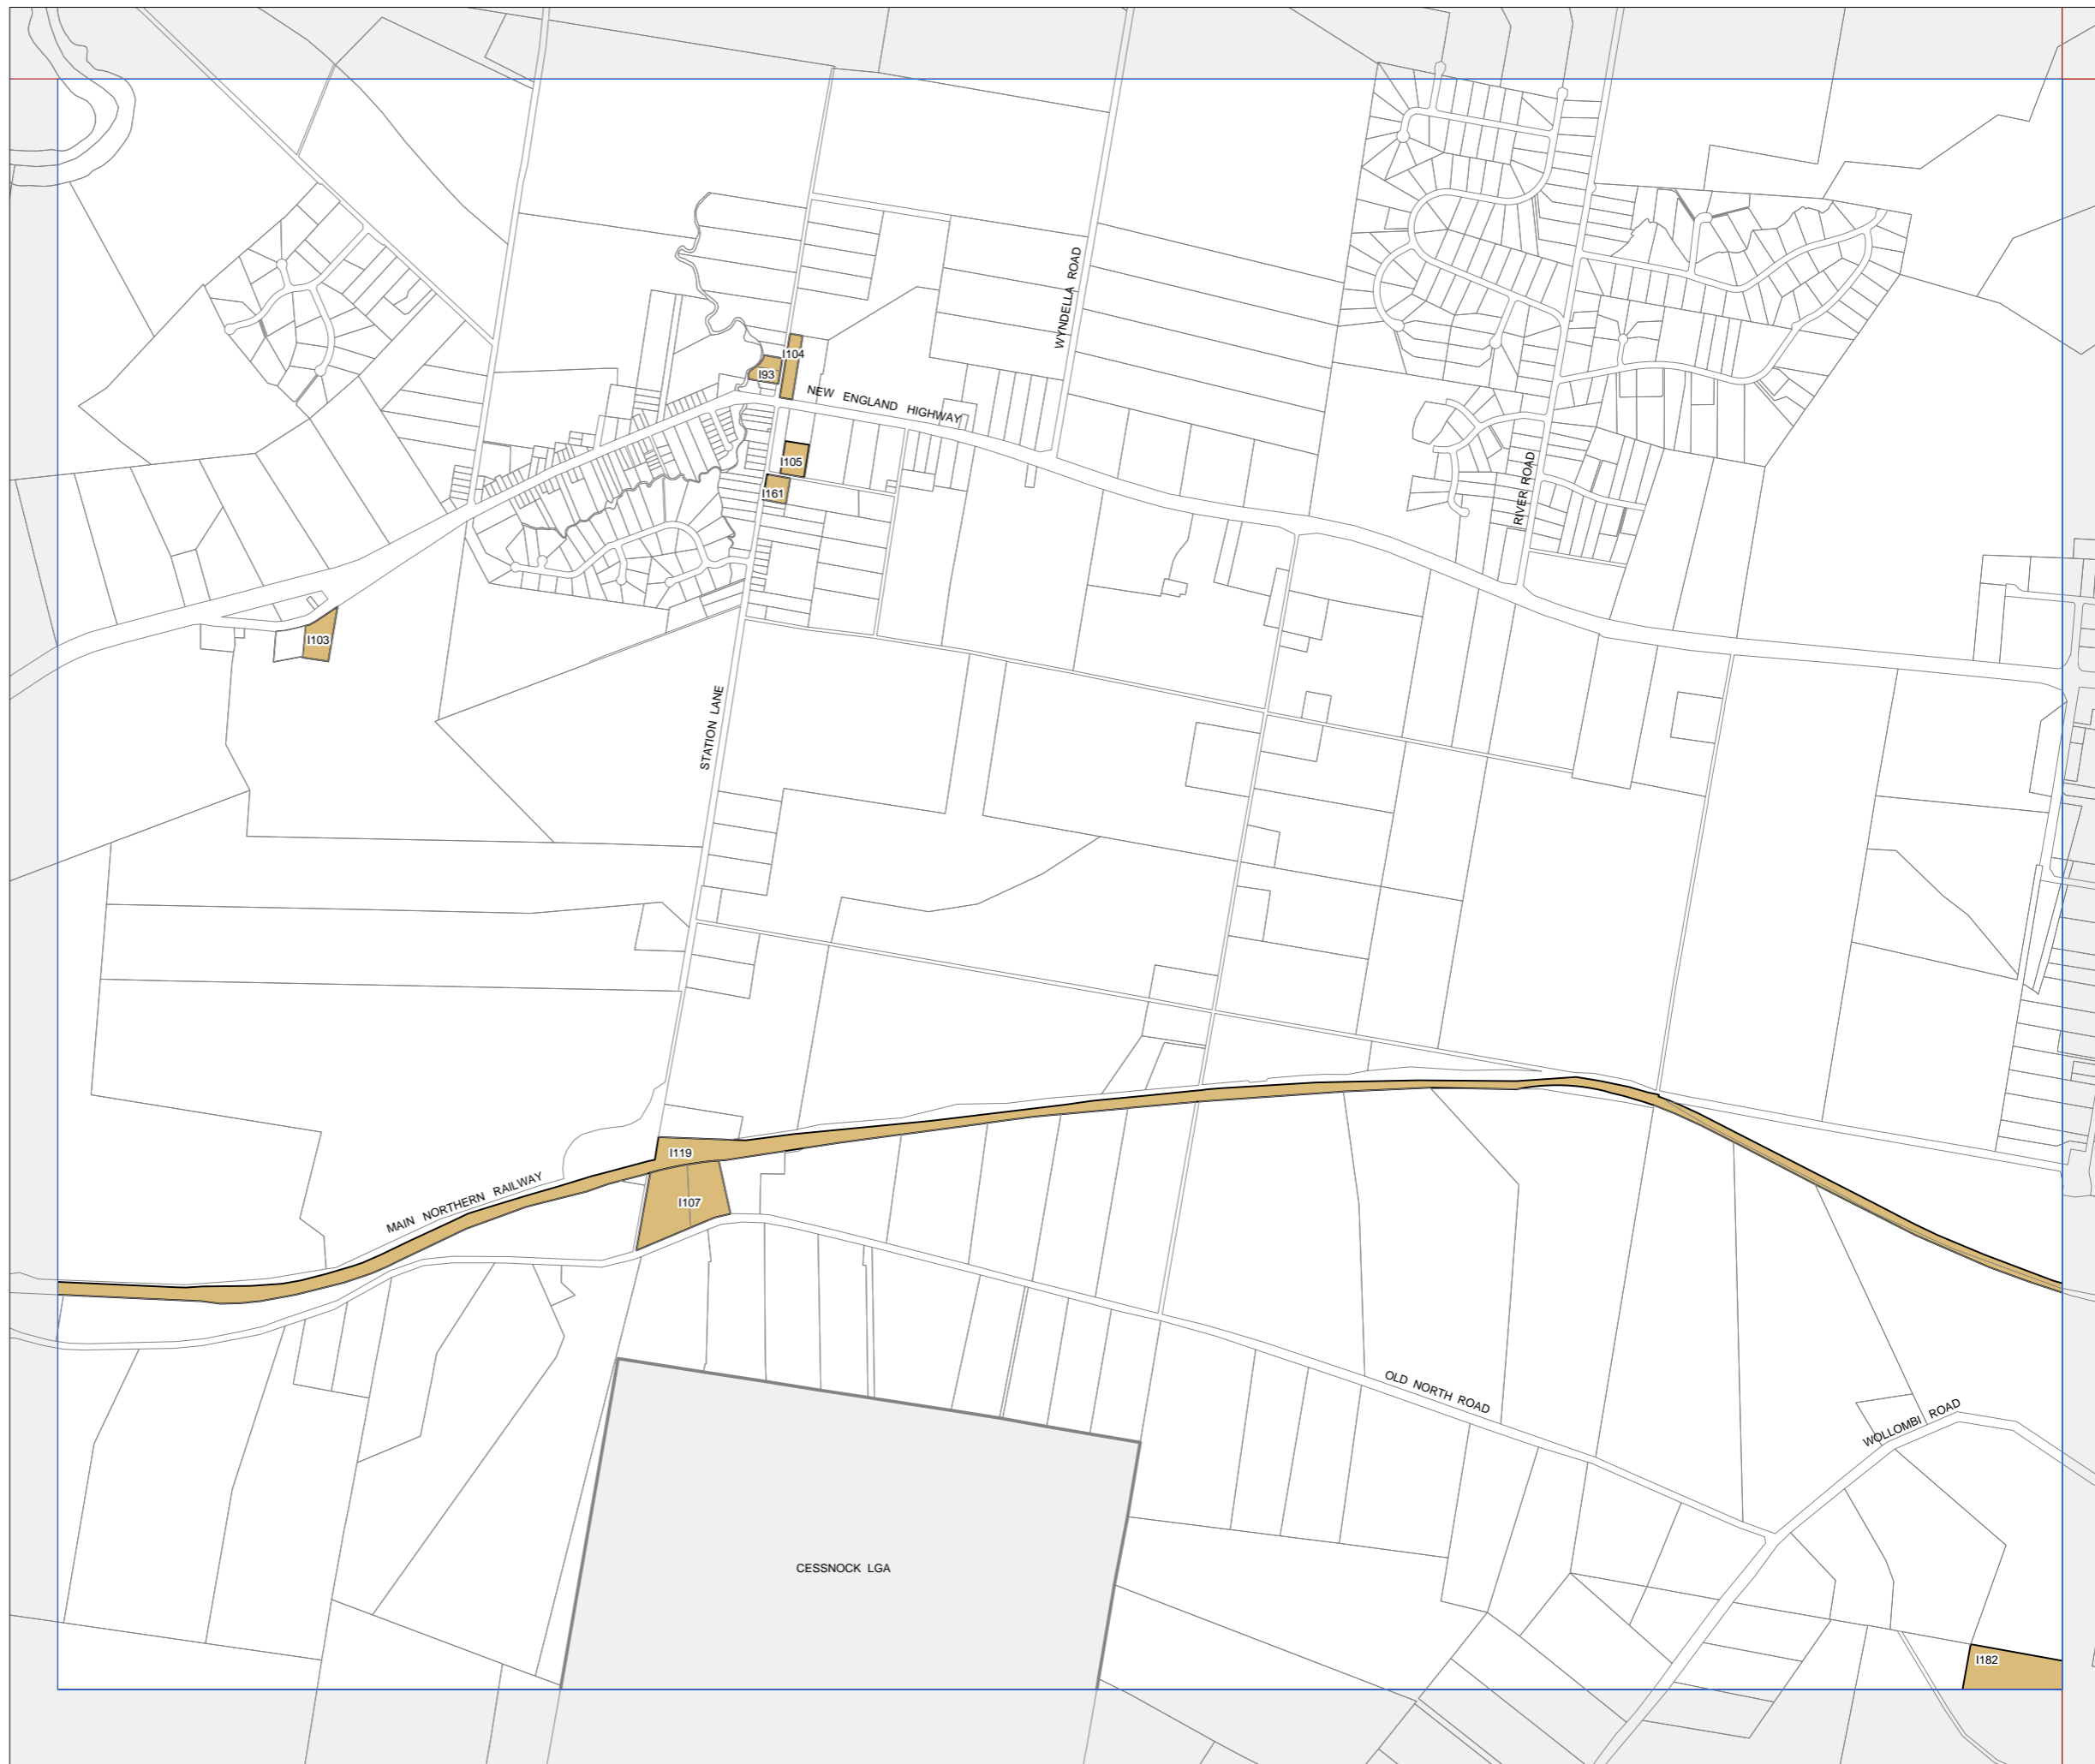 WYNDELLA ROAD
I104
I93
NEW ENGLAND HIGHWAY
I105
I161
RIVER ROAD
I103
STATION LANE
I119
MAIN NORTHERN RAILWAY
I107
OLD NORTH ROAD
WOLLOMBI ROAD
CESSNOCK LGA
I182